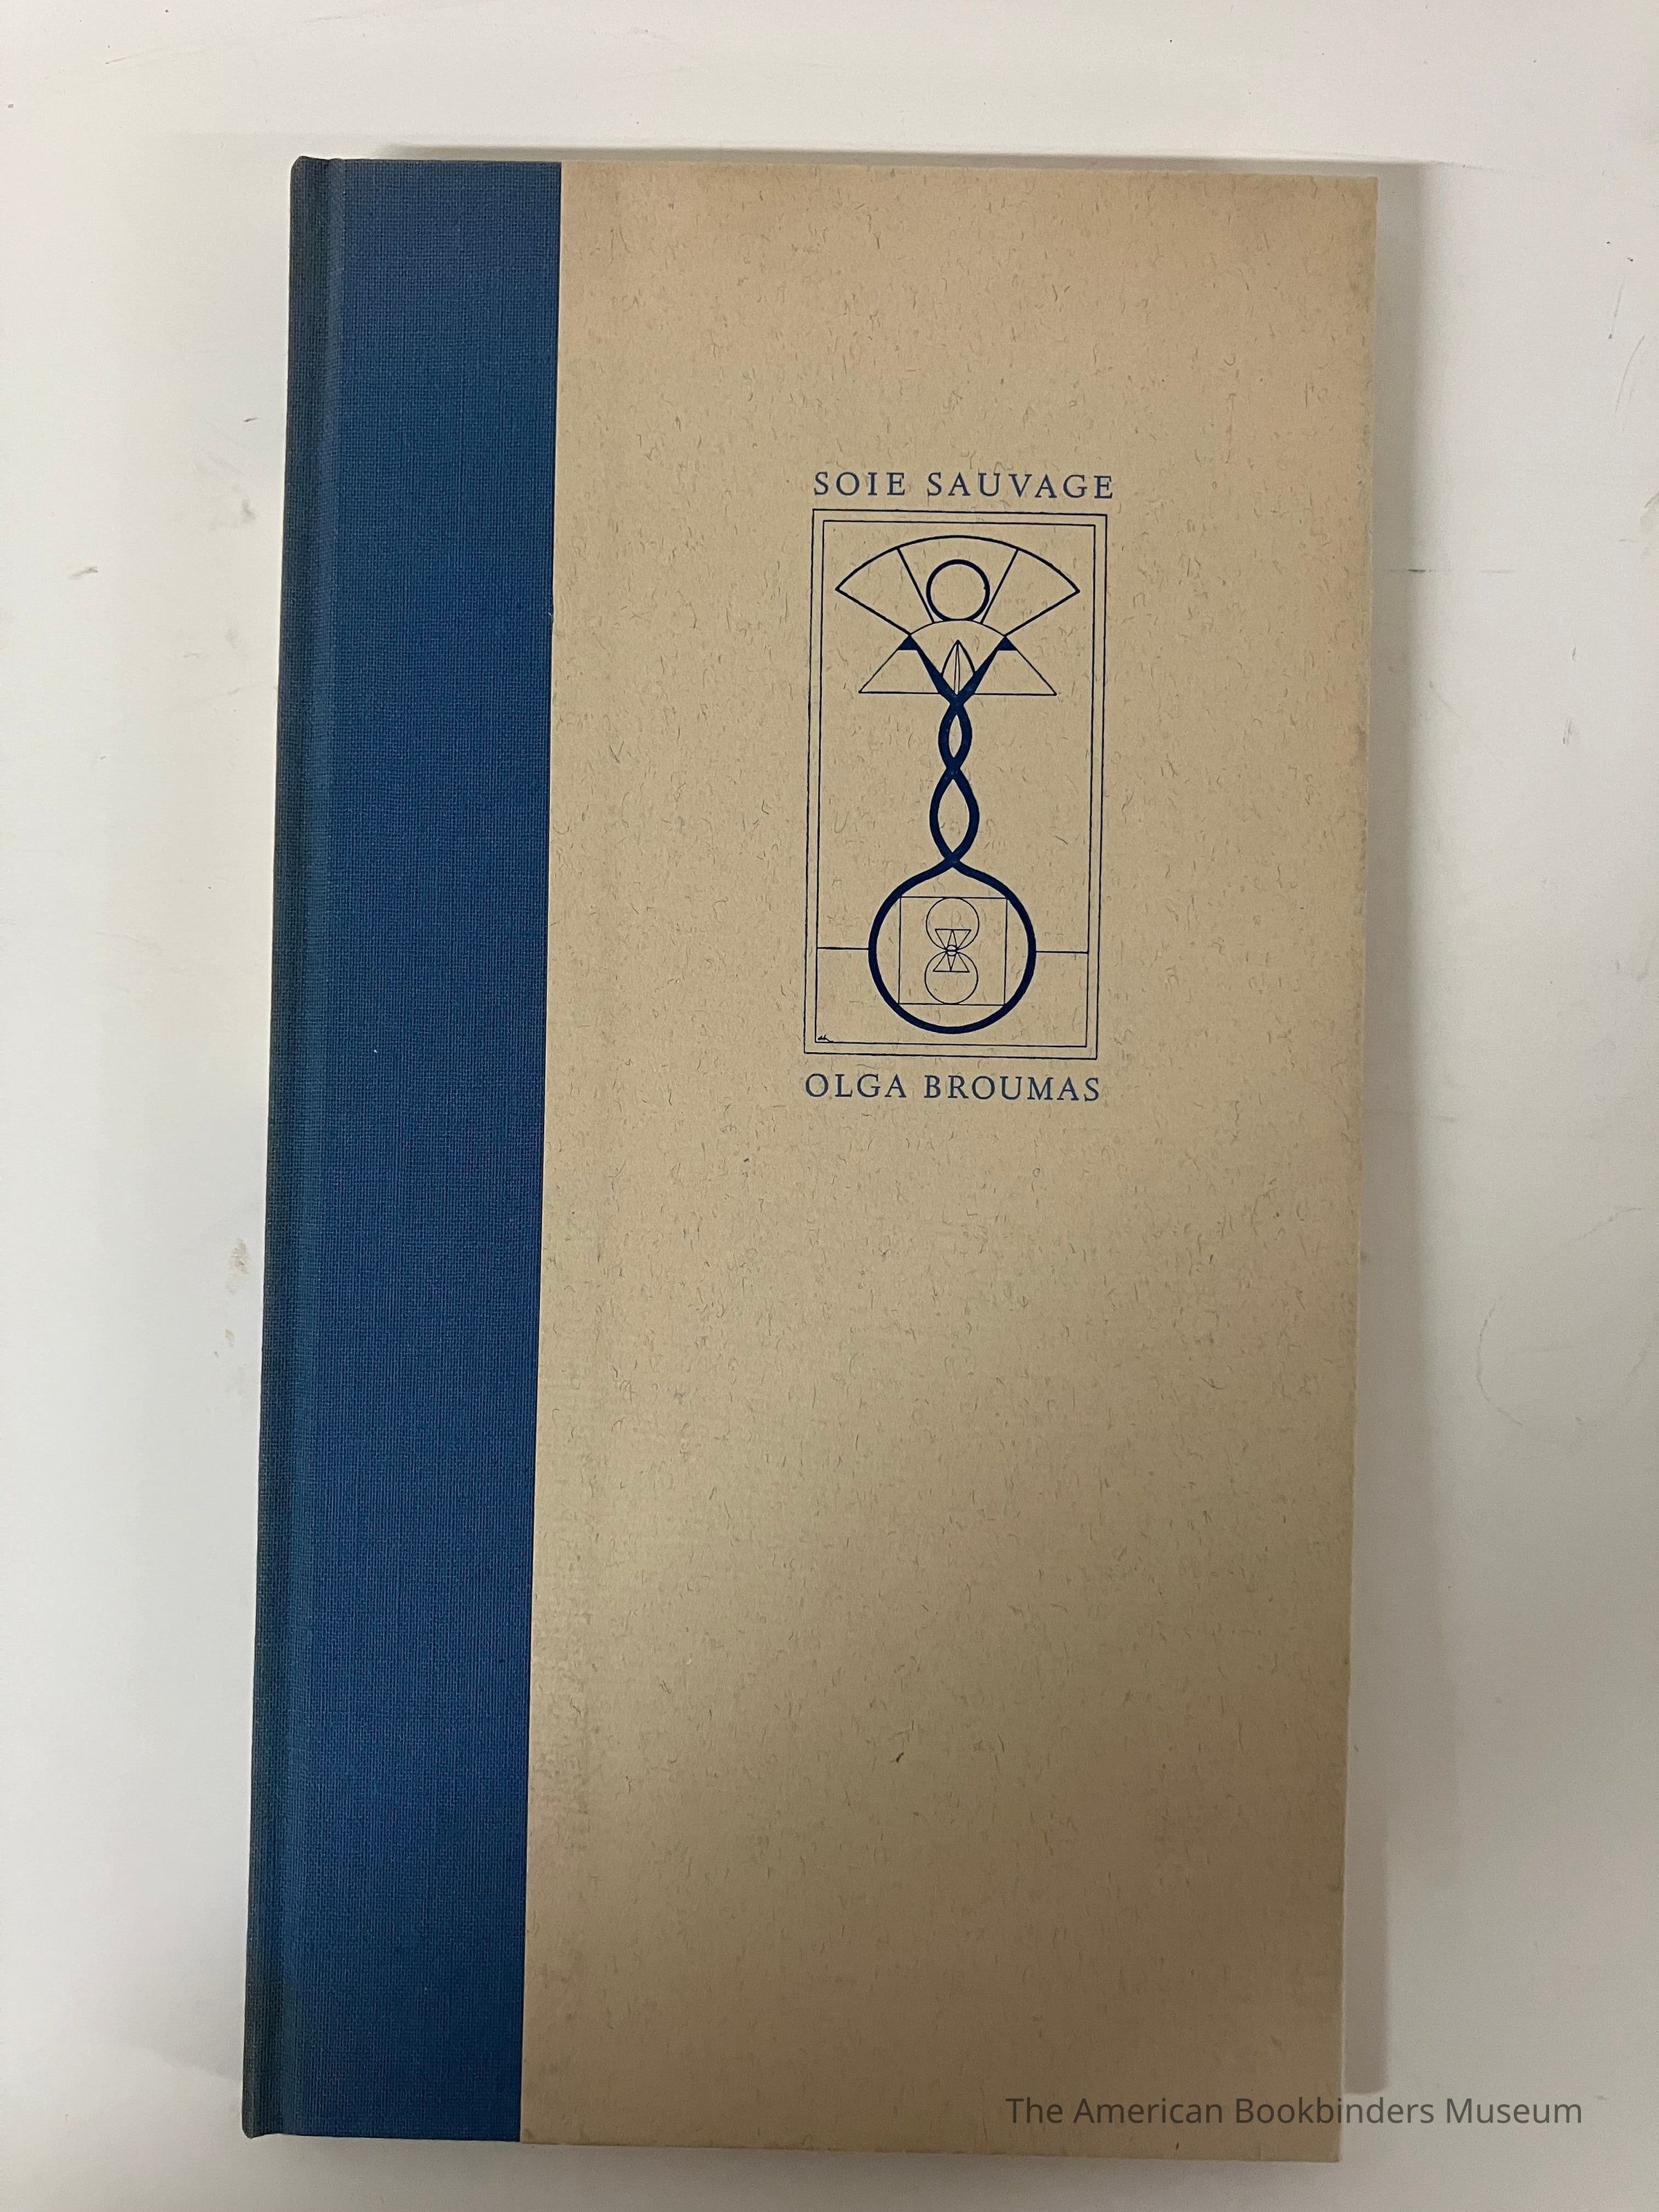 SOIE SAUVAGE
OLGA BROUMAS
The American Bookbinders Museum